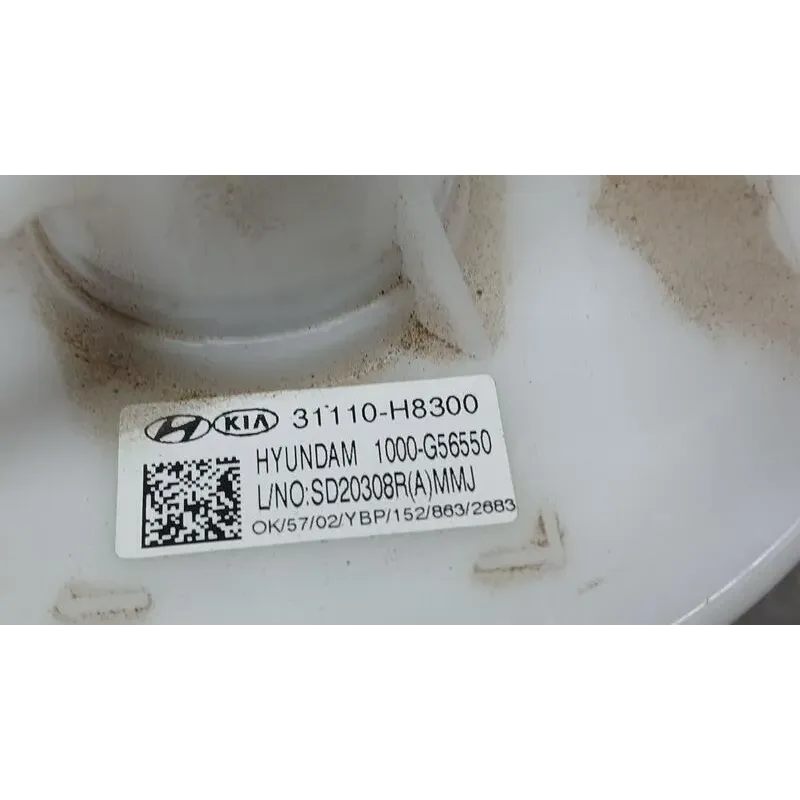 KIA 31110-H8300
HYUNDAM 1000-G56550
L/NO:SD20308R(A)MMJ
OK/57/02/YBP/152/863/2683